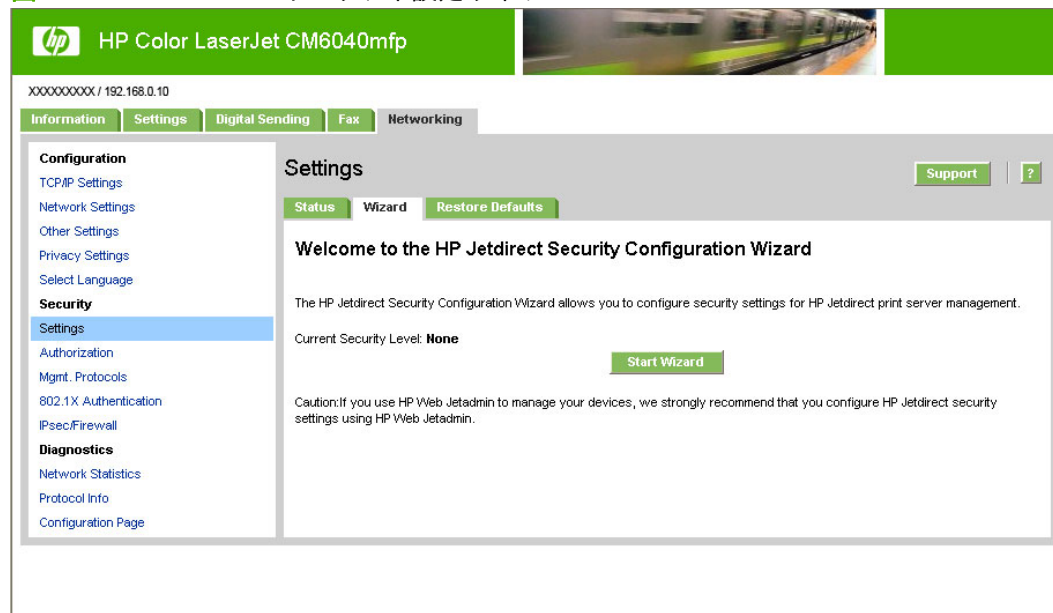 図
hp
HP Color LaserJet CM6040mfp
XXXXXXXXX / 192.168.0.10
Information Settings Digital Sending Fax Networking
Configuration
TCP/IP Settings
Network Settings
Other Settings
Privacy Settings
Select Language
Security
Settings
Authorization
Mgmt. Protocols
802.1X Authentication
IPsec/Firewall
Diagnostics
Network Statistics
Protocol Info
Configuration Page
Settings
Support ?
Status Wizard Restore Defaults
Welcome to the HP Jetdirect Security Configuration Wizard
The HP Jetdirect Security Configuration Wizard allows you to configure security settings for HP Jetdirect print server management.
Current Security Level: None
Start Wizard
Caution:If you use HP Web Jetadmin to manage your devices, we strongly recommend that you configure HP Jetdirect security
settings using HP Web Jetadmin.